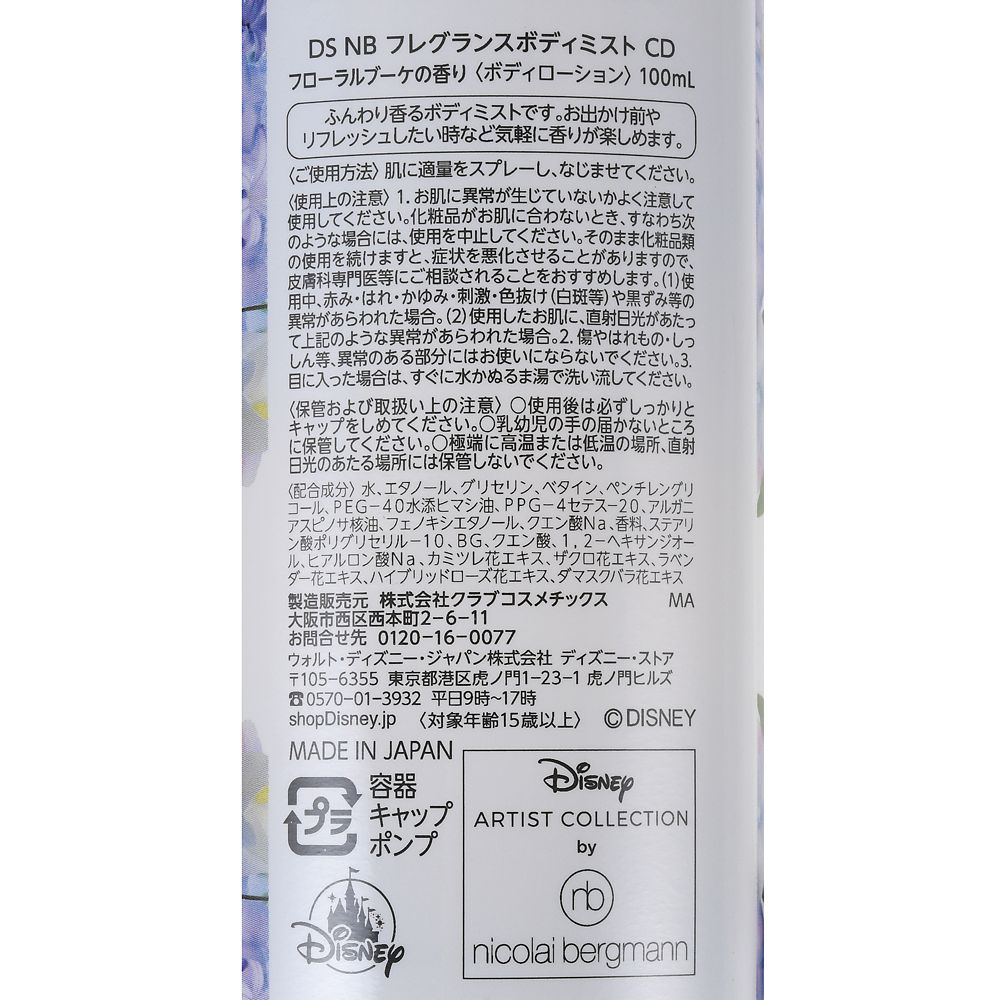 DS NB フレグランスボディミスト CD
フローラルブーケの香り〈ボディローション〉100mL
ふんわり香るボディミストです。お出かけ前や
リフレッシュしたい時など気軽に香りが楽しめます。
〈ご使用方法〉肌に適量をスプレーし、なじませてください。
〈使用上の注意〉1. お肌に異常が生じていないかよく注意して
使用してください。化粧品がお肌に合わないとき、すなわち次
のような場合には、使用を中止してください。そのまま化粧品類
の使用を続けますと、症状を悪化させることがありますので、
皮膚科専門医等にご相談されることをおすすめします。(1)使
用中、赤み・はれ・かゆみ・刺激・色抜け(白斑等)や黒ずみ等の
異常があらわれた場合。(2)使用したお肌に、直射日光があたっ
て上記のような異常があらわれた場合。2. 傷やはれもの・しっ
しん等、異常のある部分にはお使いにならないでください。3.
目に入った場合は、すぐに水かぬるま湯で洗い流してください。
〈保管および取扱い上の注意〉○使用後は必ずしっかりと
キャップをしめてください。○乳幼児の手の届かないところ
に保管してください。○極端に高温または低温の場所、直射
日光のあたる場所には保管しないでください。
〈配合成分〉水、エタノール、グリセリン、ベタイン、ペンチレングリ
コール、PEG-40水添ヒマシ油、PPG-4セテス-20、アルガニ
アスピノサ核油、フェノキシエタノール、クエン酸Na、香料、ステアリ
ン酸ポリグリセリル-10、BG、クエン酸、1,2-ヘキサンジオー
ル、ヒアルロン酸Na、カミツレ花エキス、ザクロ花エキス、ラベン
ダー花エキス、ハイブリッドローズ花エキス、ダマスクバラ花エキス
製造販売元 株式会社クラブコスメチックス MA
大阪市西区西本町2-6-11
お問合せ先 0120-16-0077
ウォルト・ディズニー・ジャパン株式会社 ディズニー・ストア
〒105-6355 東京都港区虎ノ門1-23-1 虎ノ門ヒルズ
☎0570-01-3932 平日9時〜17時
shopDisney.jp 〈対象年齢15歳以上〉 ©DISNEY
MADE IN JAPAN
プラ
容器
キャップ
ポンプ
Disney
Disney
ARTIST COLLECTION
by
nb
nicolai bergmann